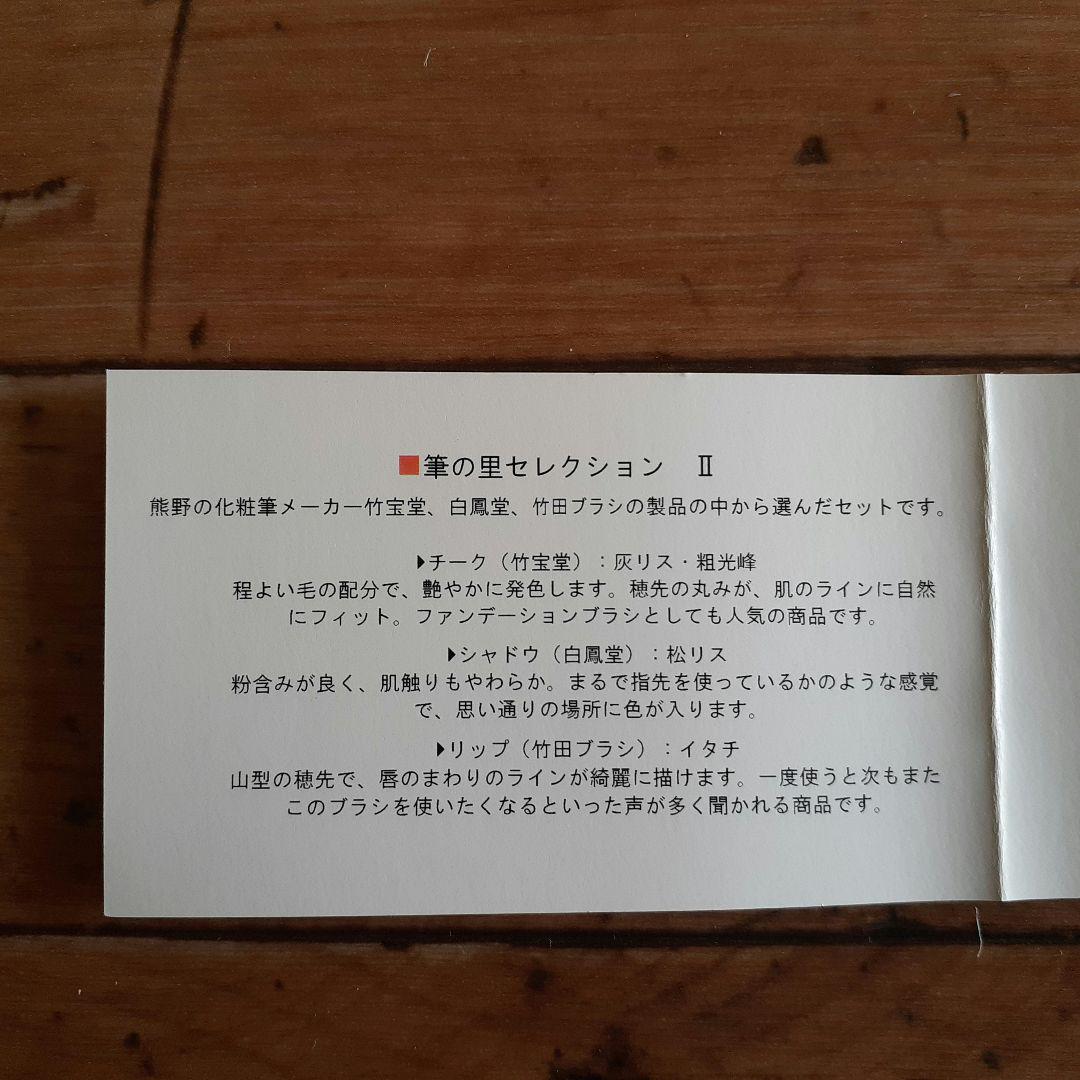 ■筆の里セレクション Ⅱ
熊野の化粧筆メーカー竹宝堂、白鳳堂、竹田ブラシの製品の中から選んだセットです。
▶チーク（竹宝堂）：灰リス・粗光峰
程よい毛の配分で、艶やかに発色します。穂先の丸みが、肌のラインに自然
にフィット。ファンデーションブラシとしても人気の商品です。
▶シャドウ（白鳳堂）：松リス
粉含みが良く、肌触りもやわらか。まるで指先を使っているかのような感覚
で、思い通りの場所に色が入ります。
▶リップ（竹田ブラシ）：イタチ
山型の穂先で、唇のまわりのラインが綺麗に描けます。一度使うと次もまた
このブラシを使いたくなるといった声が多く聞かれる商品です。